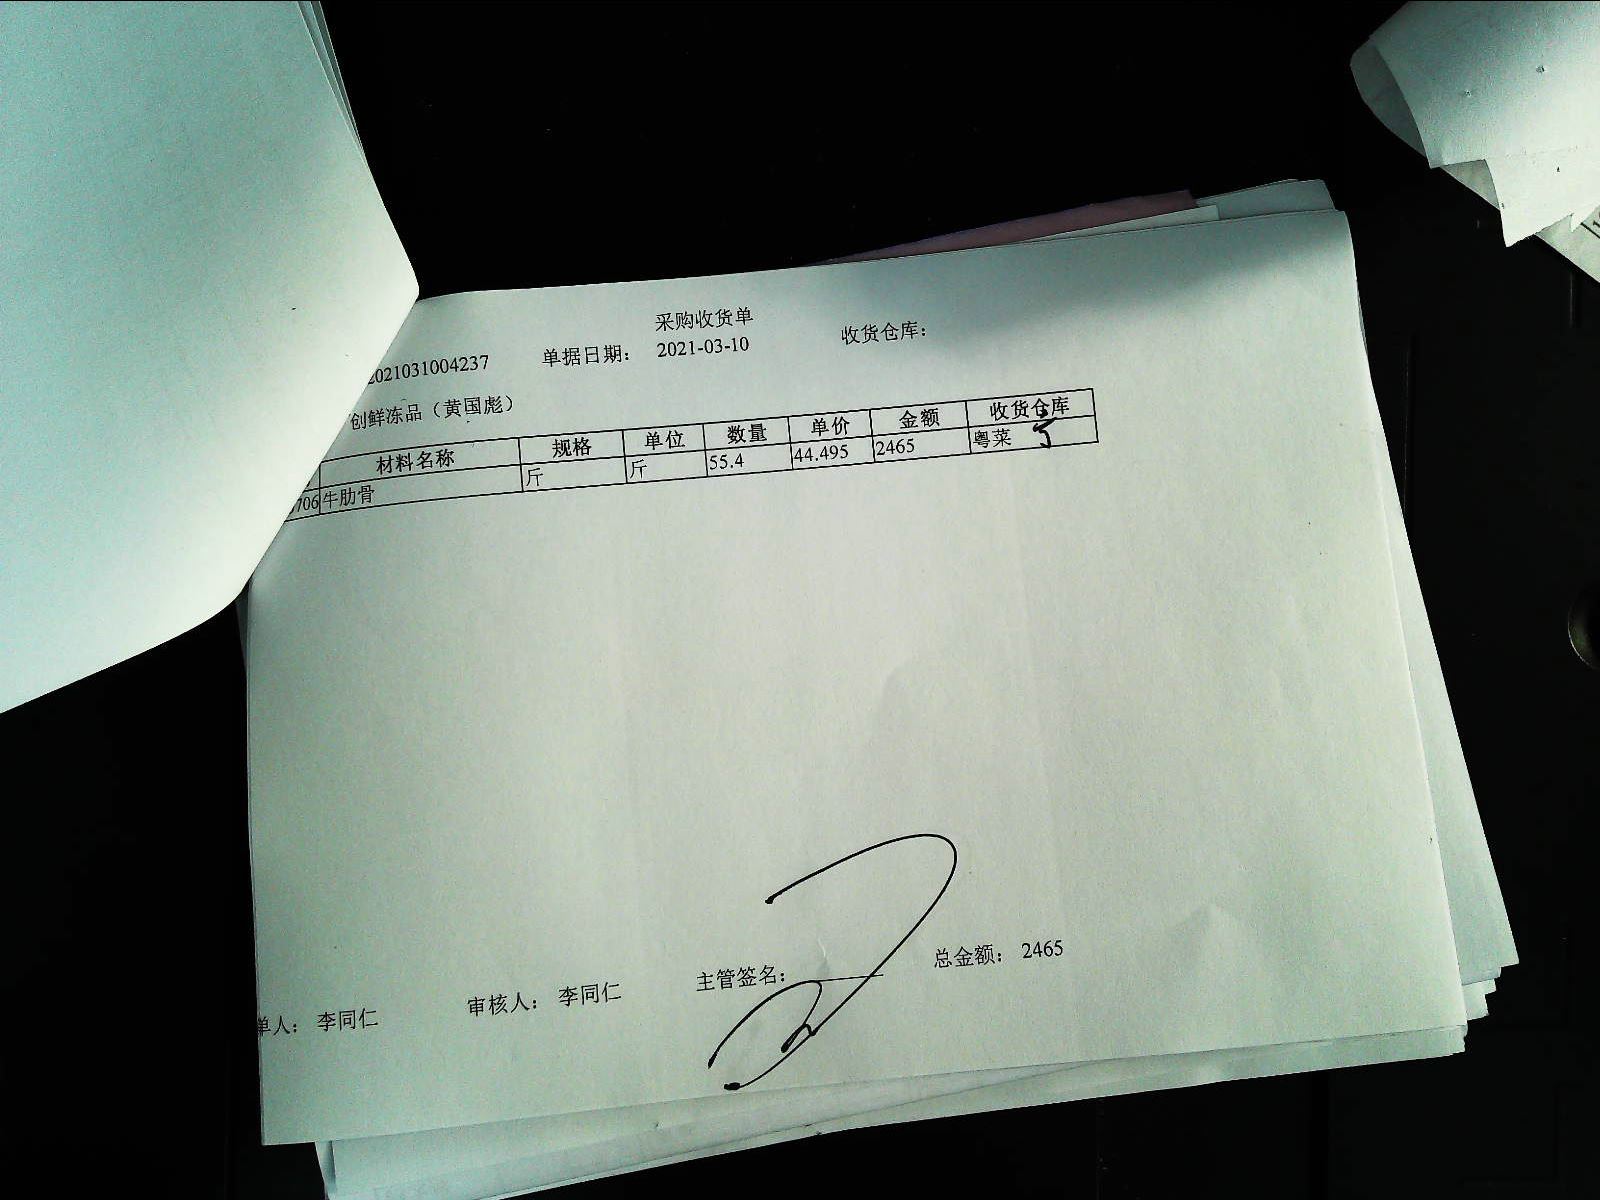 采购收货单
2021031004237 单据日期： 2021-03-10 收货仓库：
创鲜冻品（黄国彪）
材料名称 规格 单位 数量 单价 金额 收货仓库
706 牛肋骨 斤 斤 55.4 44.495 2465 粤菜
单人： 李同仁 审核人： 李同仁 主管签名： 总金额： 2465